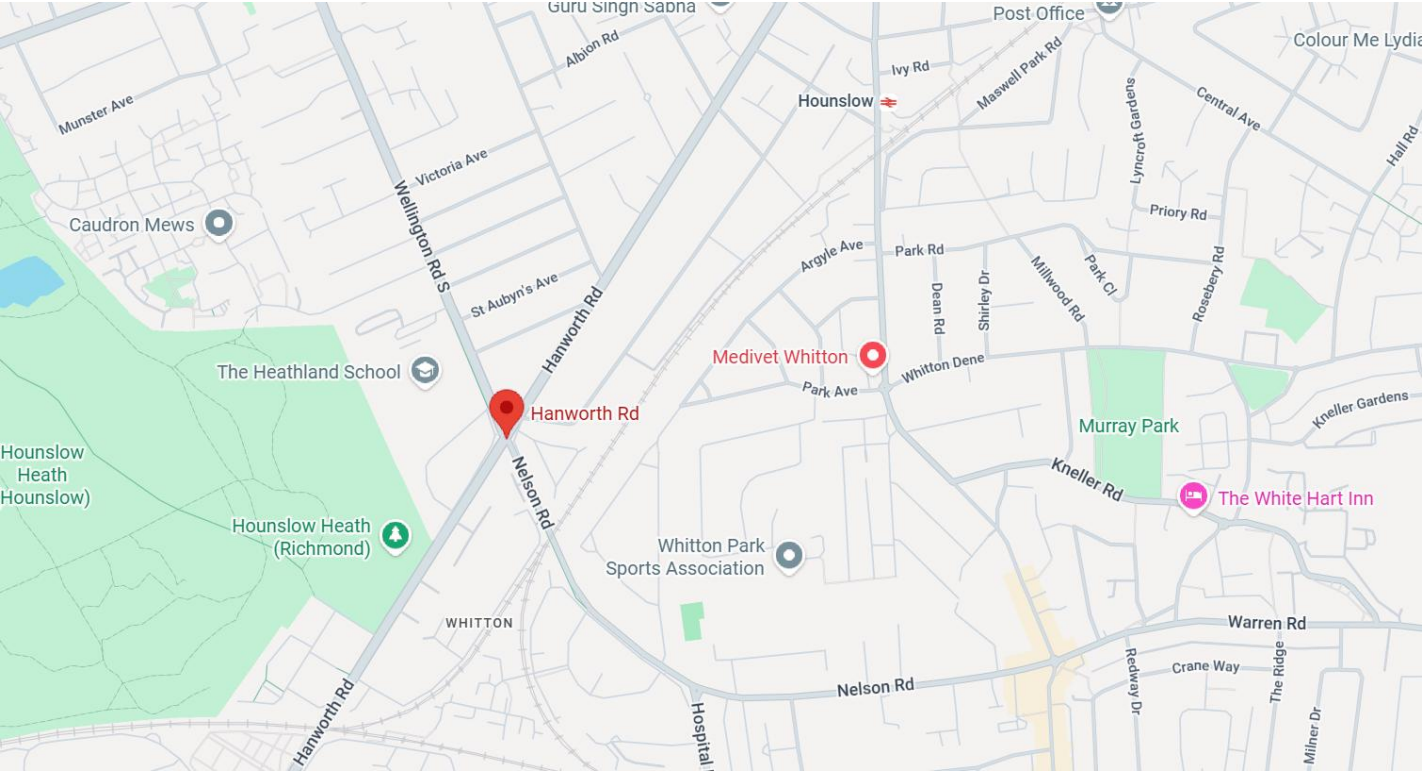 Guru Singh Sabha
Post Office
Colour Me Lydia
Albion Rd
Ivy Rd
Maswell Park Rd
Munster Ave
Hounslow
Lyncroft Gardens
Central Ave
Hall Rd
Victoria Ave
Wellington Rd S
Caudron Mews
Priory Rd
Argyle Ave
Park Rd
Park Cl
Millwood Rd
Rosebery Rd
St Aubyn's Ave
Dean Rd
Shirley Dr
Hanworth Rd
The Heathland School
Medivet Whitton
Whitton Dene
Park Ave
Kneller Gardens
Hanworth Rd
Murray Park
Hounslow
Heath
Hounslow)
Nelson Rd
Kneller Rd
The White Hart Inn
Hounslow Heath
(Richmond)
Whitton Park
Sports Association
WHITTON
Warren Rd
Crane Way
Redway Dr
The Ridge
Nelson Rd
Hanworth Rd
Hospital
Milner Dr